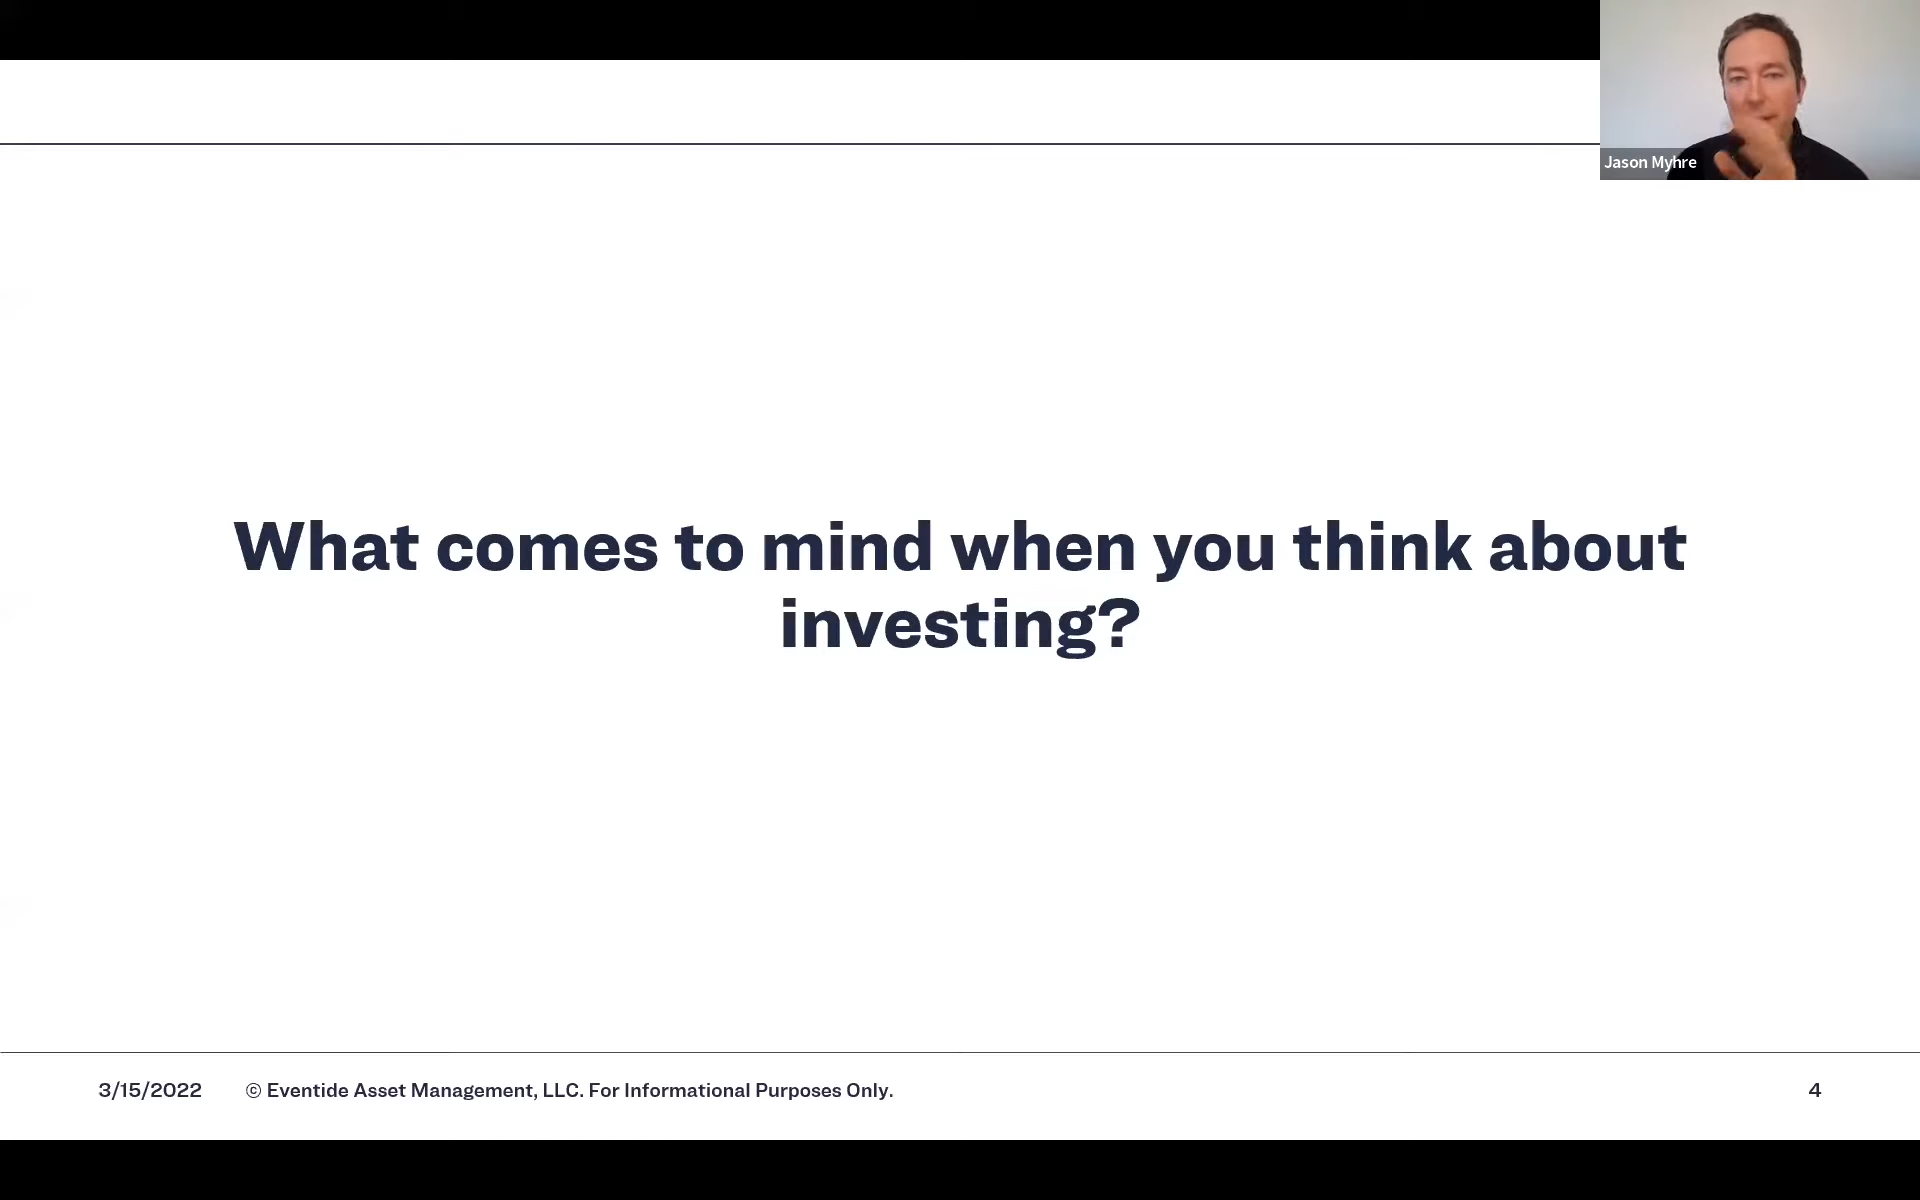 Jason Myhre
What comes to mind when you think about
investing?
3/15/2022 © Eventide Asset Management, LLC. For Informational Purposes Only. 4